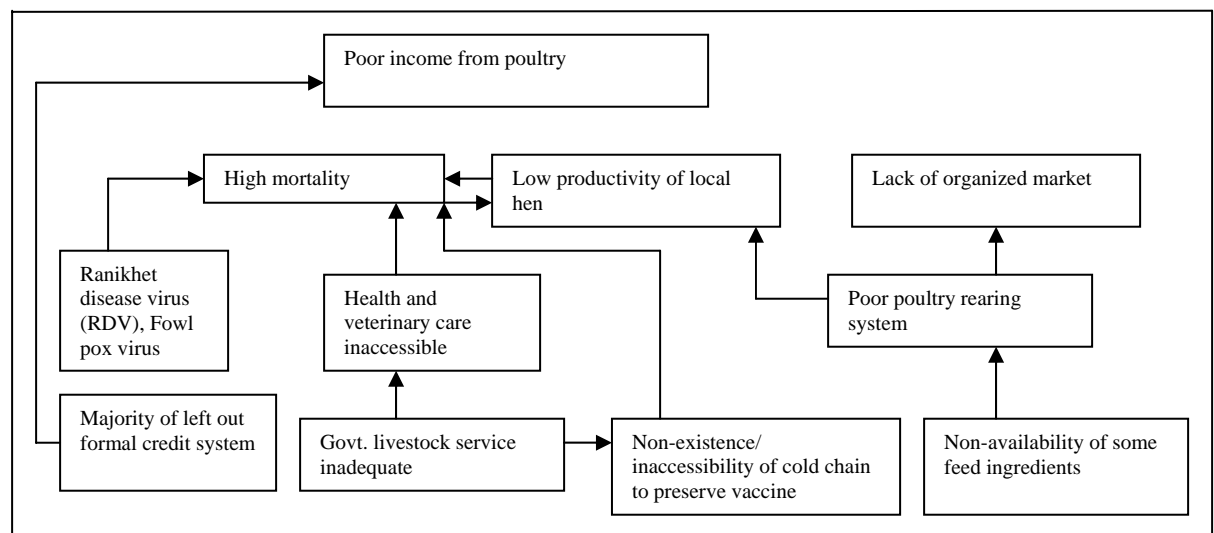 Poor income from poultry
High mortality
Low productivity of local
hen
Lack of organized market
Ranikhet
disease virus
(RDV), Fowl
pox virus
Health and
veterinary care
inaccessible
Poor poultry rearing
system
Majority of left out
formal credit system
Govt. livestock service
inadequate
Non-existence/
inaccessibility of cold chain
to preserve vaccine
Non-availability of some
feed ingredients